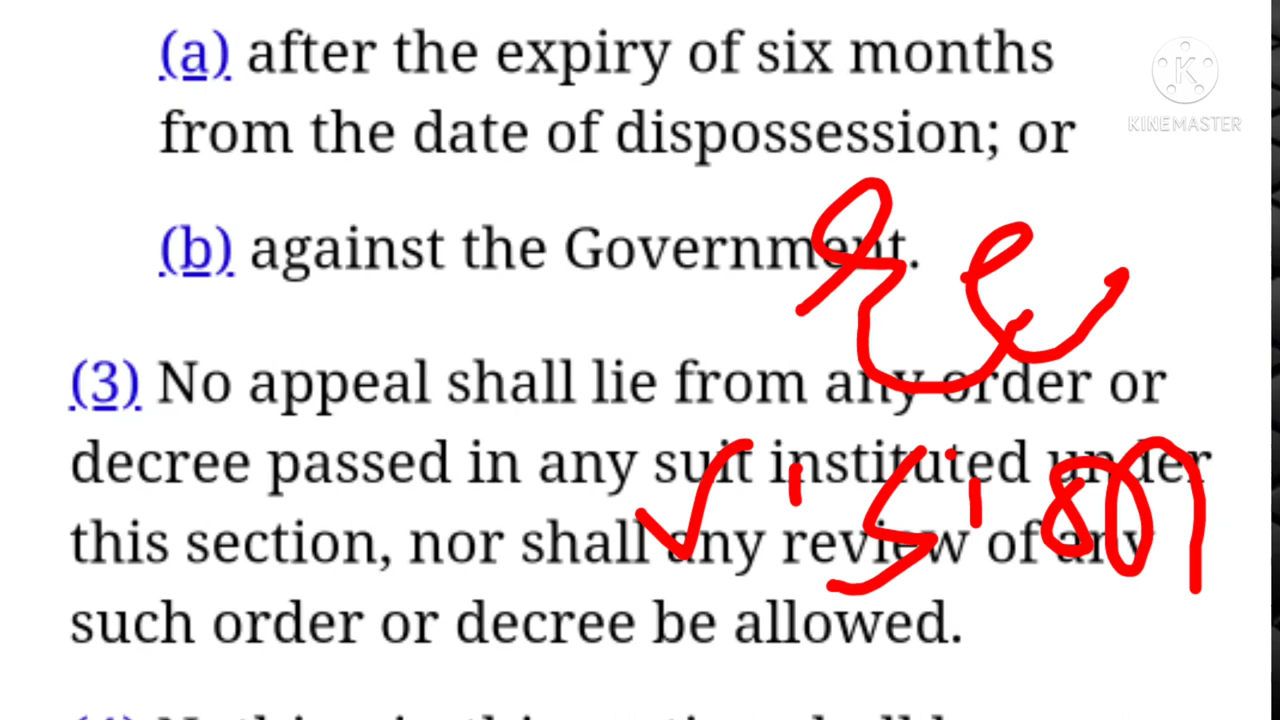 (a) after the expiry of six months
from the date of dispossession; or
KINEMASTER
(b) against the Government.
Re
(3) No appeal shall lie from any order or
decree passed in any suit instituted under
vision
this section, nor shall any review of any
such order or decree be allowed.